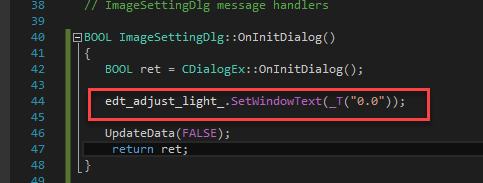 38 // ImageSettingDlg message handlers
39
40 BOOL ImageSettingDlg::OnInitDialog()
41 {
42 BOOL ret = CDialogEx::OnInitDialog();
43
44 edt_adjust_light_.SetWindowText(_T("0.0"));
45
46 UpdateData(FALSE);
47 return ret;
48 }
49